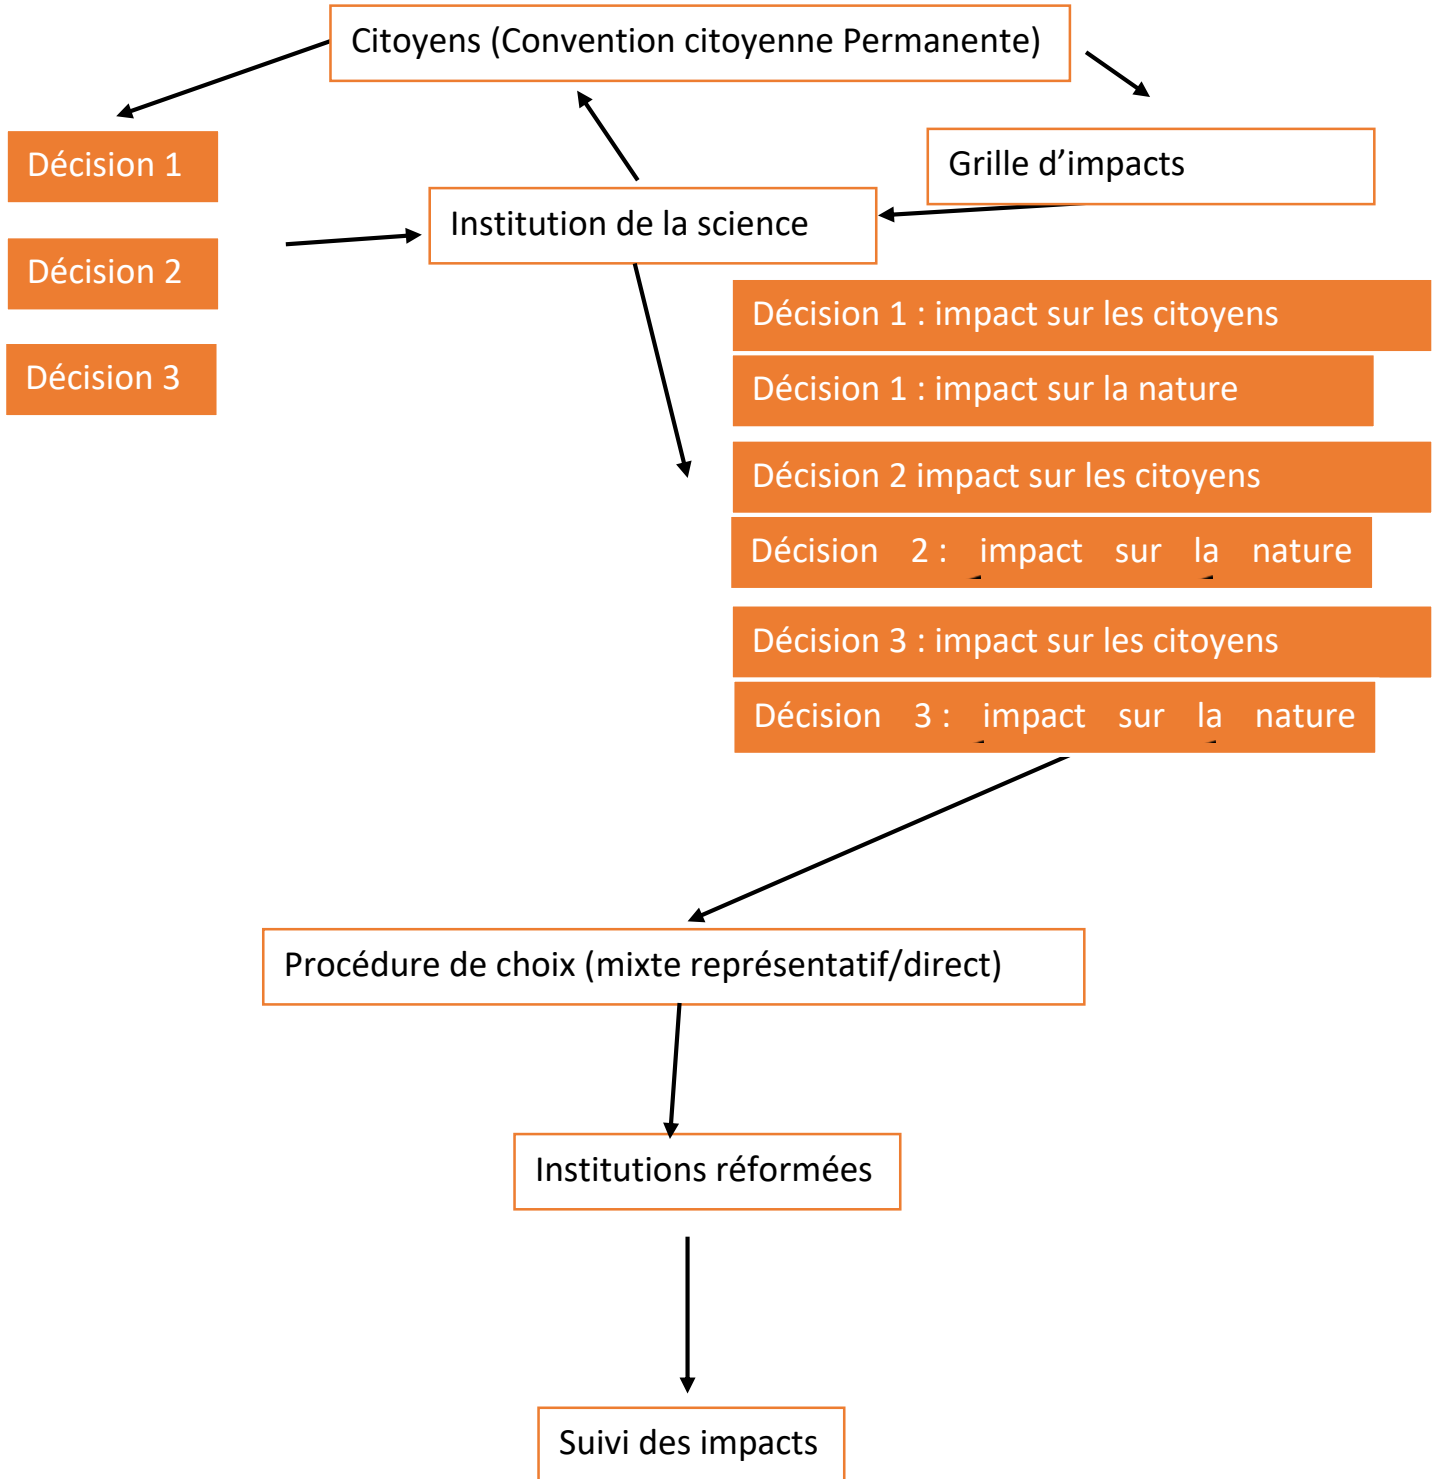 Citoyens (Convention citoyenne Permanente)
Décision 1
Grille d’impacts
Institution de la science
Décision 2
Décision 3
Décision 1 : impact sur les citoyens
Décision 1 : impact sur la nature
Décision 2 impact sur les citoyens
Décision 2 : impact sur la nature
Décision 3 : impact sur les citoyens
Décision 3 : impact sur la nature
Procédure de choix (mixte représentatif/direct)
Institutions réformées
Suivi des impacts